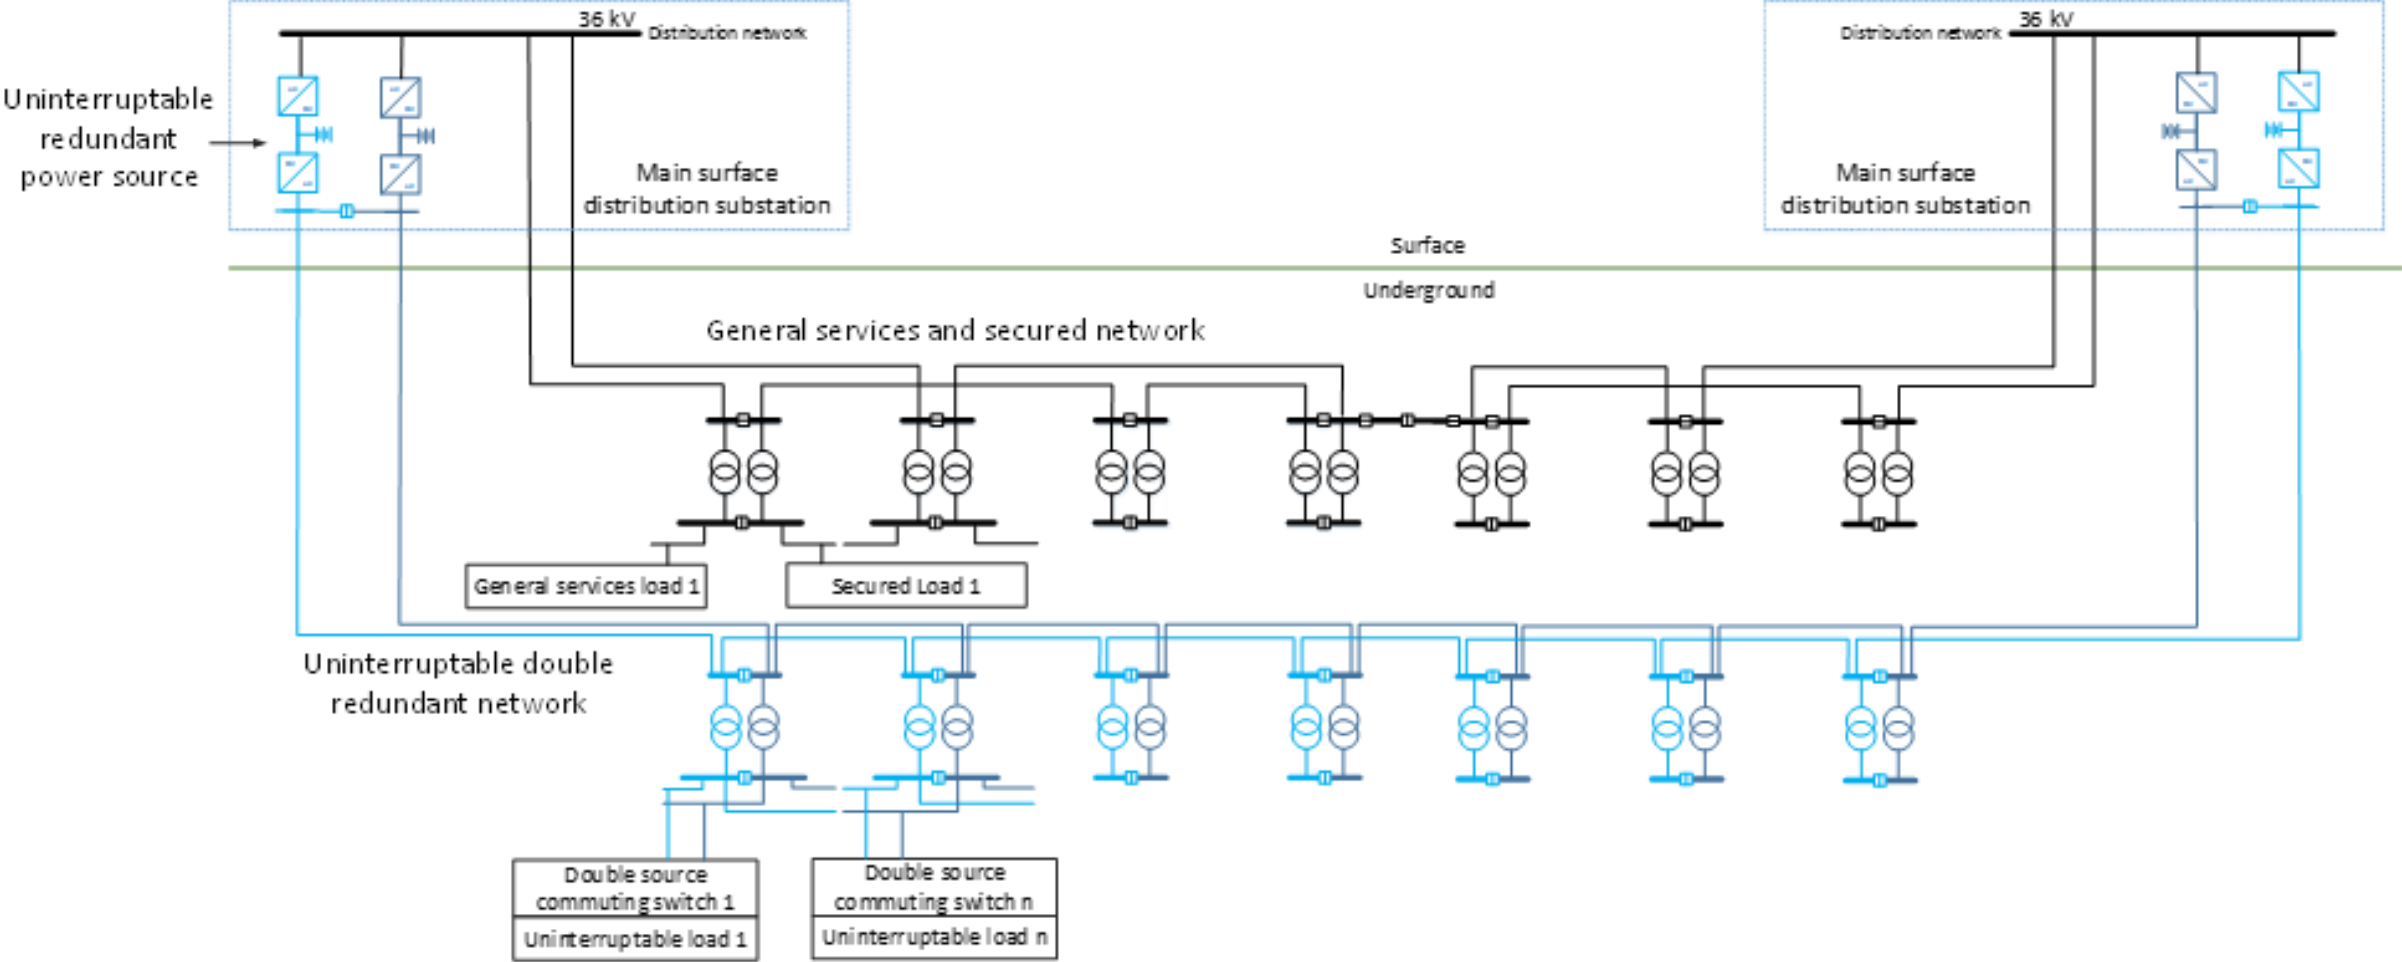 36 kV
Distribution network
36 kV
Distribution network
Uninterruptable
redundant
power source
Main surface
distribution substation
Main surface
distribution substation
Surface
Underground
General services and secured network
General services load 1
Secured Load 1
Uninterruptable double
redundant network
Double source
commuting switch 1
Uninterruptable load 1
Double source
commuting switch n
Uninterruptable load n